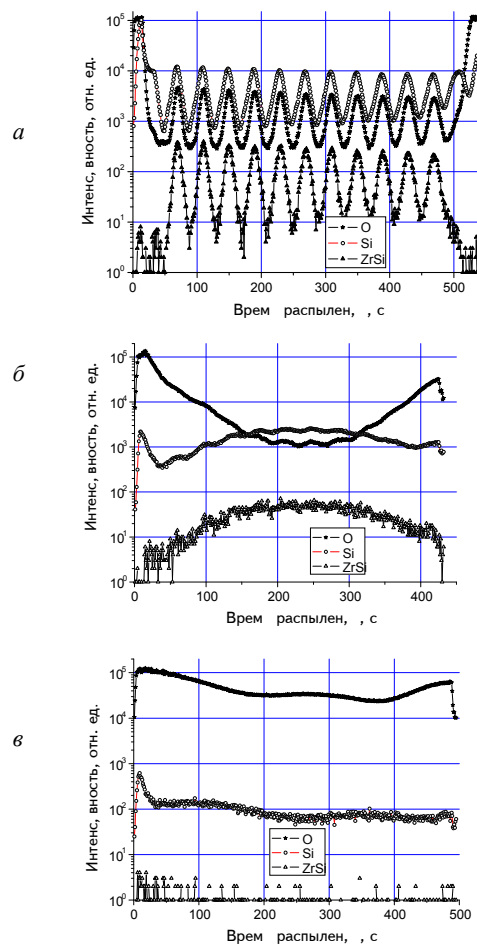 а
Интенс, вность, отн. ед.
10⁵
10⁴
10³
10²
10¹
10⁰
O
Si
ZrSi
0 100 200 300 400 500
Врем распылен, , с
б
Интенс, вность, отн. ед.
10⁵
10⁴
10³
10²
10¹
10⁰
O
Si
ZrSi
0 100 200 300 400
Врем распылен, , с
в
Интенс, вность, отн. ед.
10⁵
10⁴
10³
10²
10¹
10⁰
O
Si
ZrSi
0 100 200 300 400 500
Врем распылен, , с